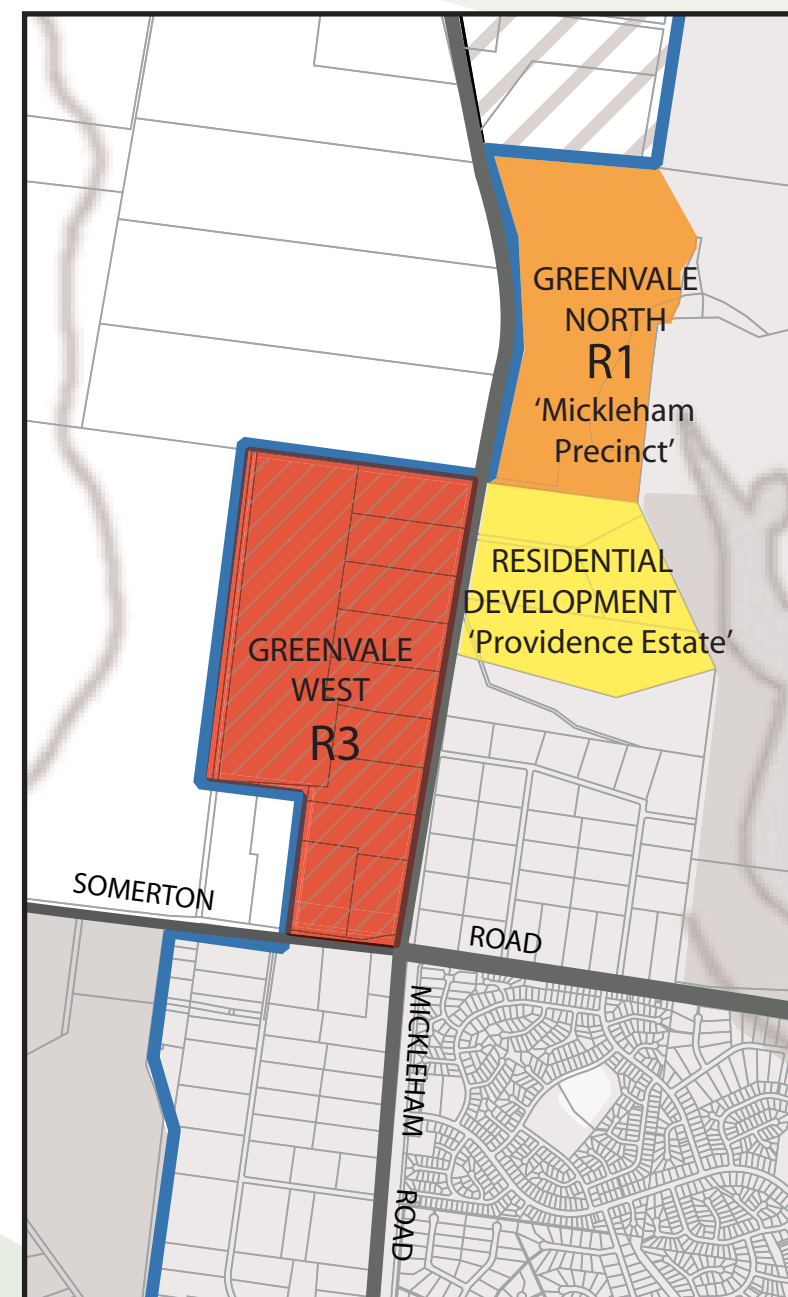 GREENVALE
NORTH
R1
‘Mickleham
Precinct’
RESIDENTIAL
DEVELOPMENT
‘Providence Estate’
GREENVALE
WEST
R3
SOMERTON
ROAD
MICKLEHAM
ROAD